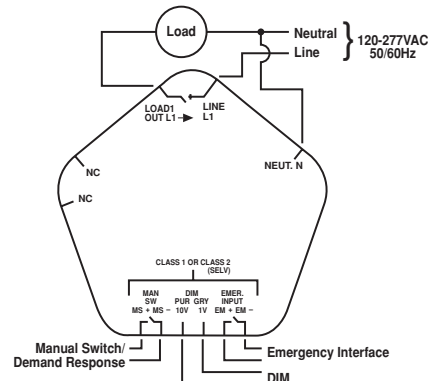 Load
Neutral
Line
120-277VAC
50/60Hz
LOAD1
OUT L1
LINE
L1
NEUT. N
NC
NC
CLASS 1 OR CLASS 2
(SELV)
MAN DIM EMER.
SW PUR GRY INPUT
MS + MS – 10V 1V EM + EM –
Manual Switch/
Demand Response
Emergency Interface
DIM